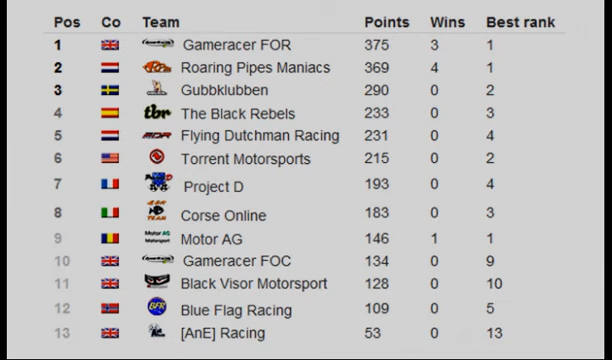 Pos Co Team Points Wins Best rank
1 Gameracer FOR 375 3 1
2 Roaring Pipes Maniacs 369 4 1
3 Gubbklubben 290 0 2
4 tbr The Black Rebels 233 0 3
5 Flying Dutchman Racing 231 0 4
6 Torrent Motorsports 215 0 2
7 Project D 193 0 4
8 Corse Online 183 0 3
9 Motor AG Motorsport Motor AG 146 1 1
10 Gameracer FOC 134 0 9
11 Black Visor Motorsport 128 0 10
12 BFR Blue Flag Racing 109 0 5
13 [AnE] Racing 53 0 13